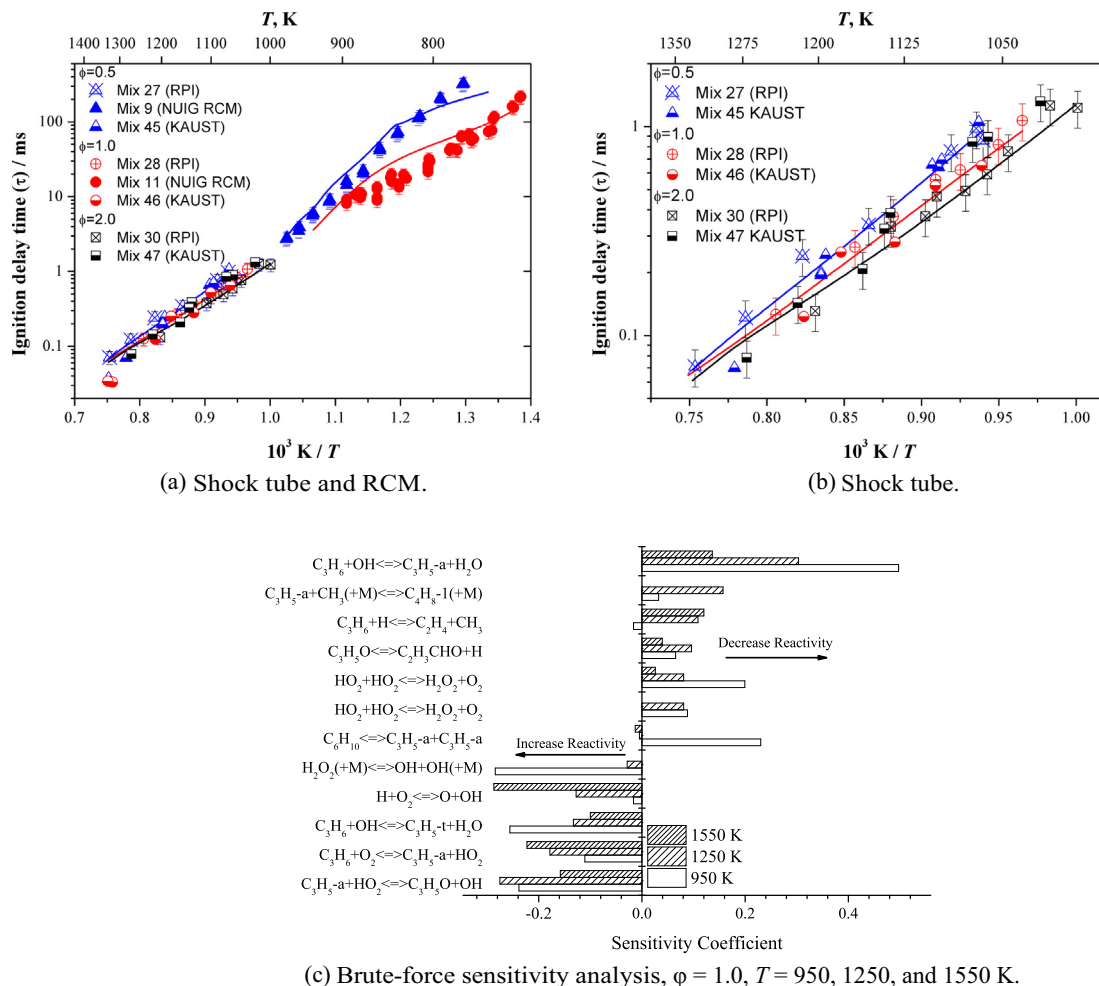 T, K
1400 1300 1200 1100 1000 900 800
φ=0.5
Mix 27 (RPI)
Mix 9 (NUIG RCM)
Mix 45 (KAUST)
φ=1.0
Mix 28 (RPI)
Mix 11 (NUIG RCM)
Mix 46 (KAUST)
φ=2.0
Mix 30 (RPI)
Mix 47 (KAUST)
Ignition delay time (τ) / ms
100
10
1
0.1
0.7 0.8 0.9 1.0 1.1 1.2 1.3 1.4
10³ K / T
(a) Shock tube and RCM.
T, K
1350 1275 1200 1125 1050
φ=0.5
Mix 27 (RPI)
Mix 45 KAUST
φ=1.0
Mix 28 (RPI)
Mix 46 (KAUST)
φ=2.0
Mix 30 (RPI)
Mix 47 KAUST
Ignition delay time (τ) / ms
1
0.1
0.75 0.80 0.85 0.90 0.95 1.00
10³ K / T
(b) Shock tube.
C₃H₆+OH<=>C₃H₅-a+H₂O
C₃H₅-a+CH₃(+M)<=>C₄H₈-1(+M)
C₃H₆+H<=>C₂H₄+CH₃
C₃H₅O<=>C₂H₃CHO+H
HO₂+HO₂<=>H₂O₂+O₂
HO₂+HO₂<=>H₂O₂+O₂
C₆H₁₀<=>C₃H₅-a+C₃H₅-a
H₂O₂(+M)<=>OH+OH(+M)
H+O₂<=>O+OH
C₃H₆+OH<=>C₃H₅-t+H₂O
C₃H₆+O₂<=>C₃H₅-a+HO₂
C₃H₅-a+HO₂<=>C₃H₅O+OH
Decrease Reactivity
Increase Reactivity
1550 K
1250 K
950 K
-0.2 0.0 0.2 0.4
Sensitivity Coefficient
(c) Brute-force sensitivity analysis, φ = 1.0, T = 950, 1250, and 1550 K.